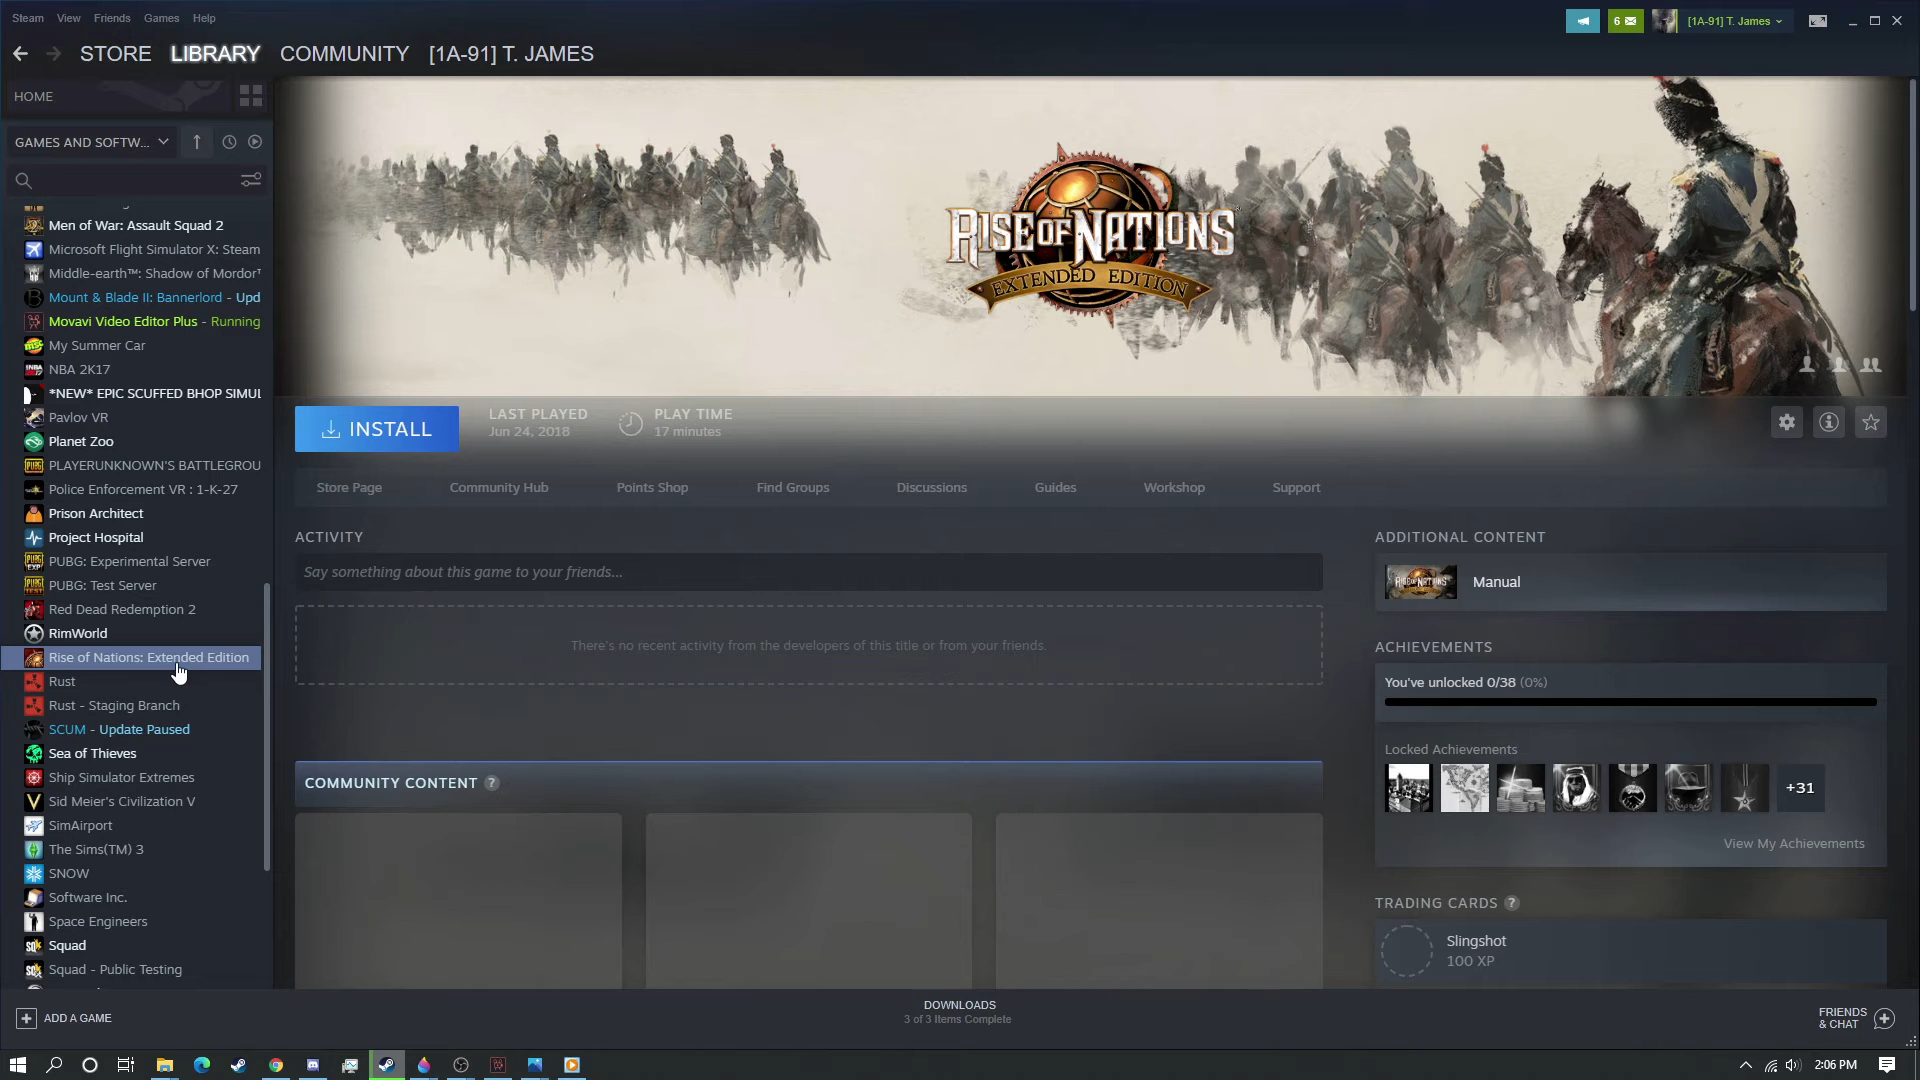 Steam View Friends Games Help
6 [1A-91] T. James
STORE LIBRARY COMMUNITY [1A-91] T. JAMES
HOME
GAMES AND SOFTW...
Men of War: Assault Squad 2
Microsoft Flight Simulator X: Steam
Middle-earth™: Shadow of Mordor™
Mount & Blade II: Bannerlord - Upd
Movavi Video Editor Plus - Running
My Summer Car
NBA 2K17
*NEW* EPIC SCUFFED BHOP SIMUL
Pavlov VR
Planet Zoo
PLAYERUNKNOWN'S BATTLEGROU
Police Enforcement VR : 1-K-27
Prison Architect
Project Hospital
PUBG: Experimental Server
PUBG: Test Server
Red Dead Redemption 2
RimWorld
Rise of Nations: Extended Edition
Rust
Rust - Staging Branch
SCUM - Update Paused
Sea of Thieves
Ship Simulator Extremes
Sid Meier's Civilization V
SimAirport
The Sims(TM) 3
SNOW
Software Inc.
Space Engineers
Squad
Squad - Public Testing
ADD A GAME
RISE OF NATIONS
EXTENDED EDITION
INSTALL
LAST PLAYED
Jun 24, 2018
PLAY TIME
17 minutes
Store Page Community Hub Points Shop Find Groups Discussions Guides Workshop Support
ACTIVITY
Say something about this game to your friends...
There's no recent activity from the developers of this title or from your friends.
COMMUNITY CONTENT ?
ADDITIONAL CONTENT
Manual
ACHIEVEMENTS
You've unlocked 0/38 (0%)
Locked Achievements
+31
View My Achievements
TRADING CARDS ?
Slingshot
100 XP
DOWNLOADS
3 of 3 Items Complete
FRIENDS
& CHAT
2:06 PM